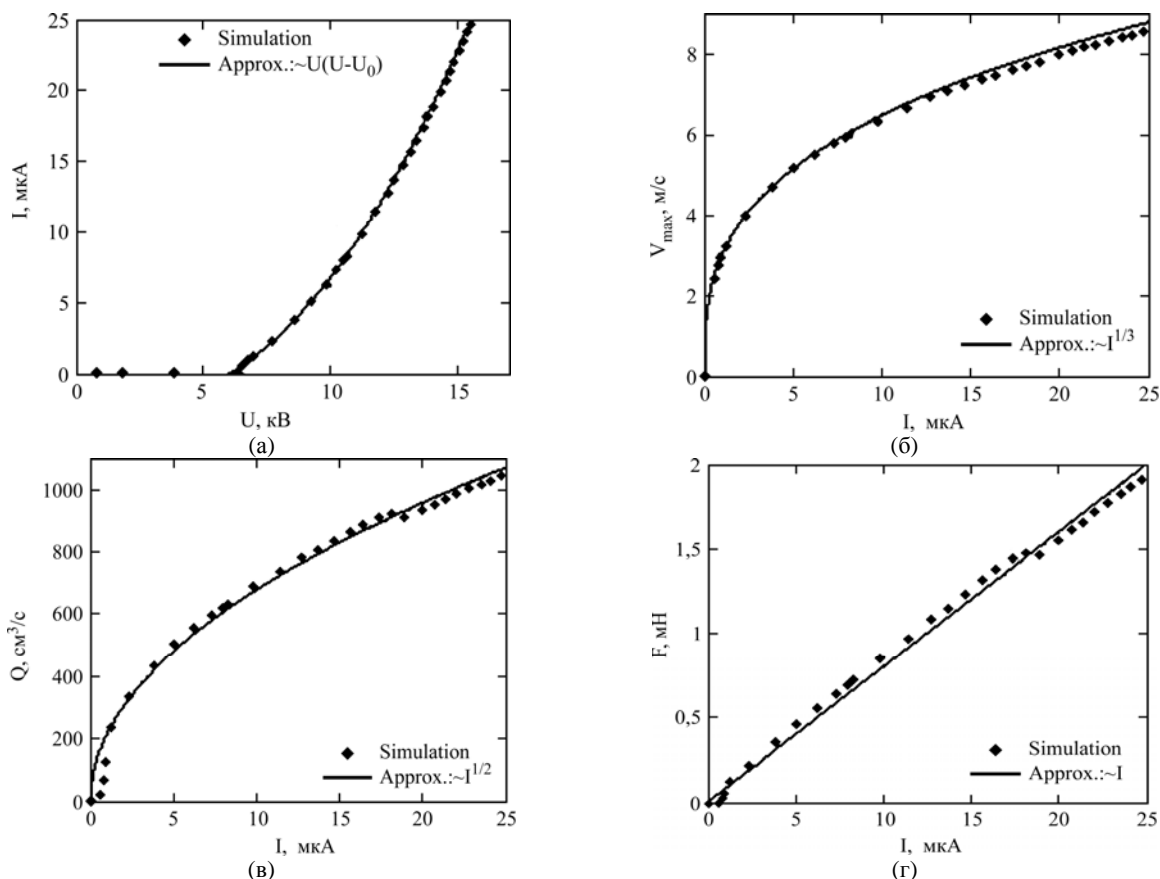 25
20
15
10
5
0
I, мкА
Simulation
Approx.:~U(U-U₀)
0
5
10
15
U, кВ
(а)
8
6
4
2
0
V_max, м/с
Simulation
Approx.:~I^1/3
0
5
10
15
20
25
I, мкА
(б)
1000
800
600
400
200
0
Q, см³/с
Simulation
Approx.:~I^1/2
0
5
10
15
20
25
I, мкА
(в)
2
1,5
1
0,5
0
F, мН
Simulation
Approx.:~I
0
5
10
15
20
25
I, мкА
(г)